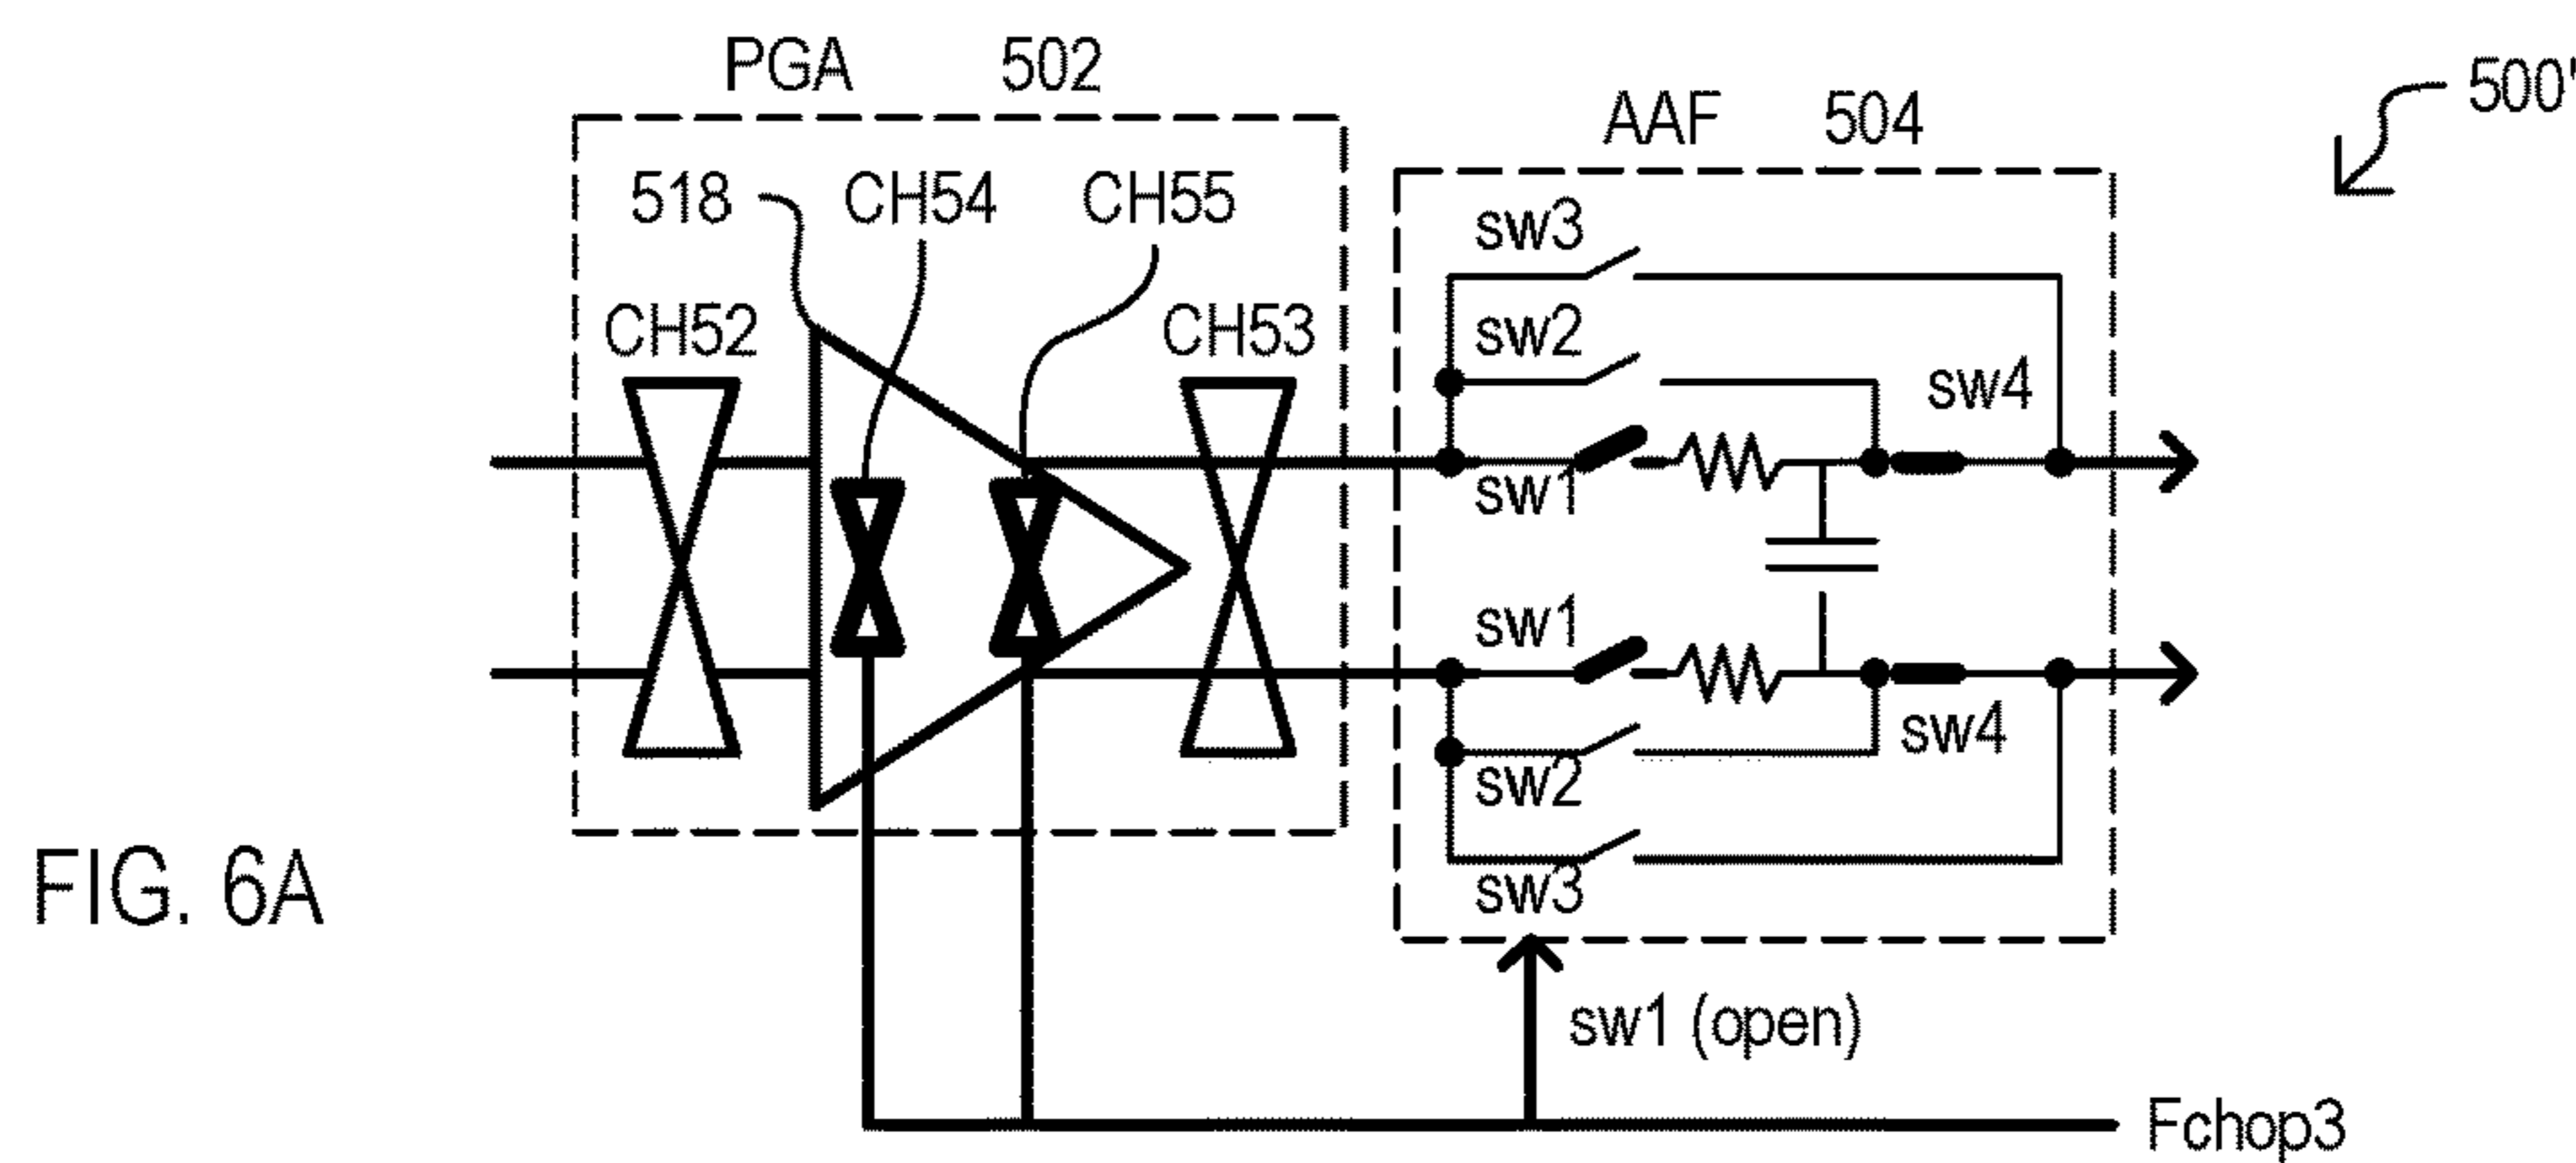 PGA 502
AAF 504
500"
518
CH54
CH55
CH52
CH53
sw3
sw2
sw4
sw1
sw1
sw4
sw2
sw3
FIG. 6A
sw1 (open)
Fchop3